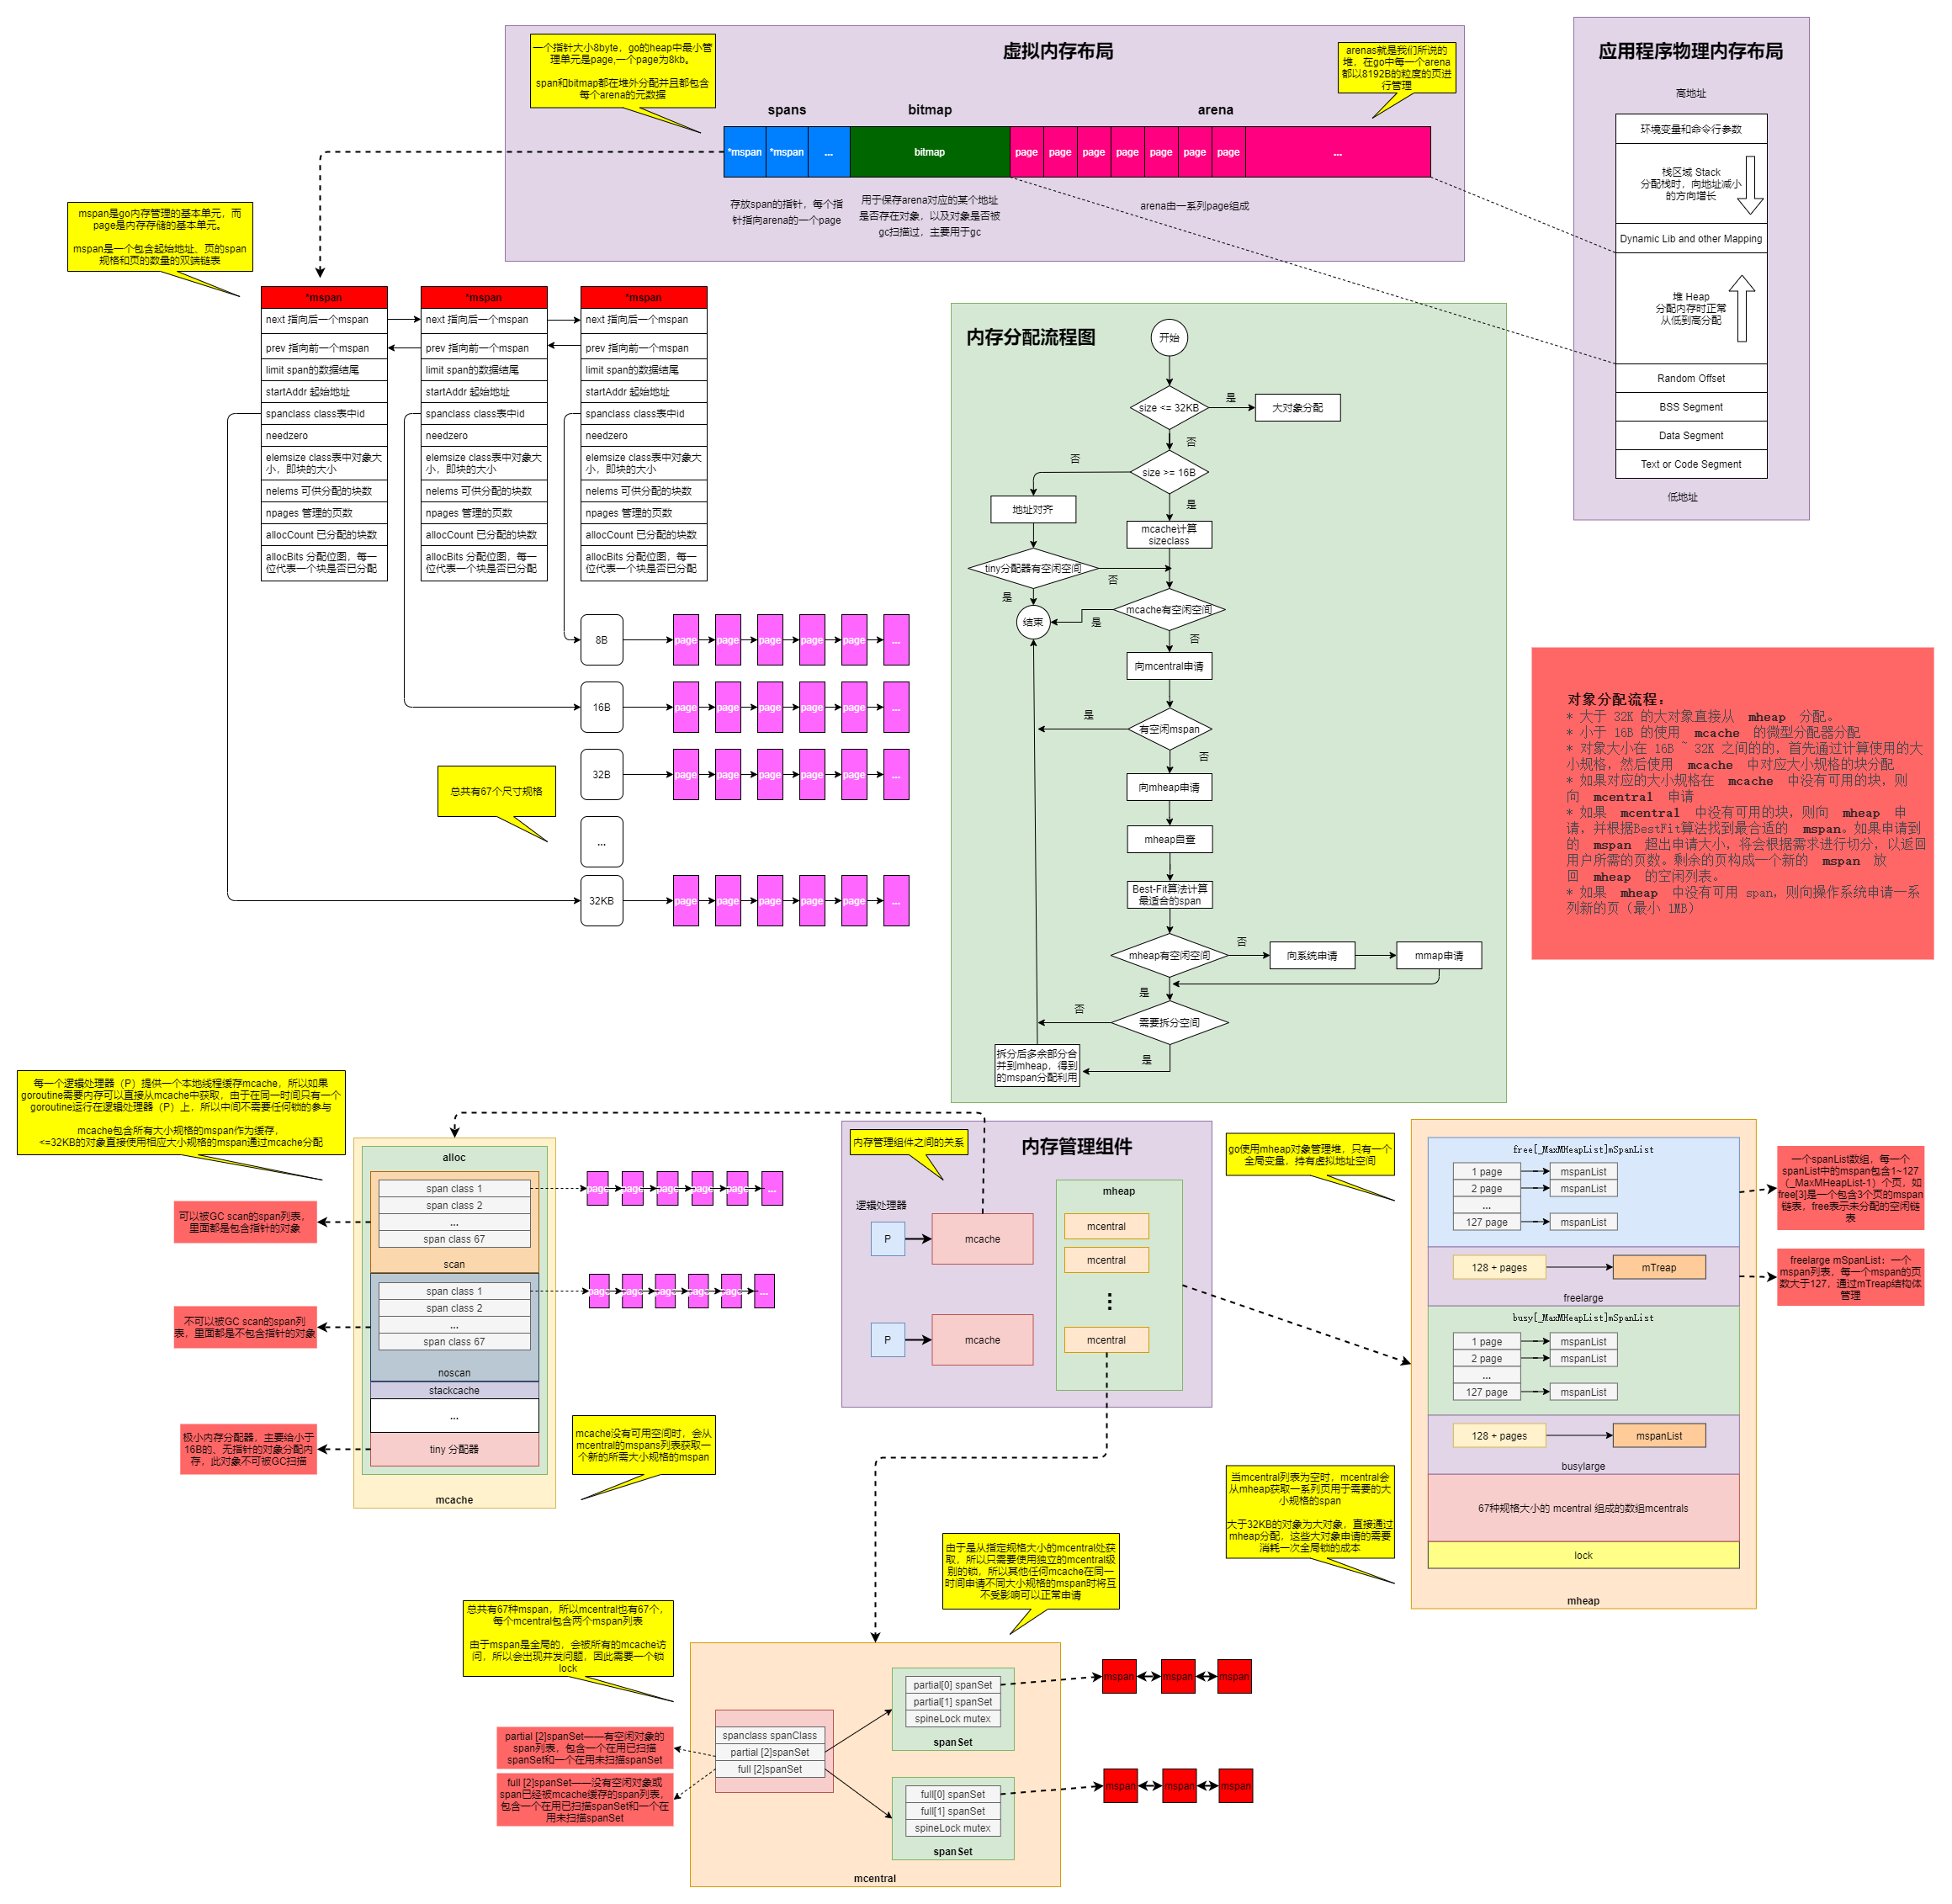 虚拟内存布局
一个指针大小8byte，go的heap中最小管
理单元是page,一个page为8kb。
span和bitmap都在堆外分配并且都包含
每个arena的元数据
arenas就是我们所说的
堆，在go中每一个arena
都以8192B的粒度的页进
行管理
spans
bitmap
arena
*mspan
*mspan
...
bitmap
page
page
page
page
page
page
page
...
存放span的指针，每个指
针指向arena的一个page
用于保存arena对应的某个地址
是否存在对象，以及对象是否被
gc扫描过，主要用于gc
arena由一系列page组成
应用程序物理内存布局
高地址
环境变量和命令行参数
栈区域 Stack
分配栈时，向地址减小
的方向增长
Dynamic Lib and other Mapping
堆 Heap
分配内存时正常
从低到高分配
Random Offset
BSS Segment
Data Segment
Text or Code Segment
低地址
mspan是go内存管理的基本单元，而
page是内存存储的基本单元。
mspan是一个包含起始地址、页的span
规格和页的数量的双端链表
*mspan
next 指向后一个mspan
prev 指向前一个mspan
limit span的数据结尾
startAddr 起始地址
spanclass class表中id
needzero
elemsize class表中对象大
小，即块的大小
nelems 可供分配的块数
npages 管理的页数
allocCount 已分配的块数
allocBits 分配位图，每一
位代表一个块是否已分配
*mspan
next 指向后一个mspan
prev 指向前一个mspan
limit span的数据结尾
startAddr 起始地址
spanclass class表中id
needzero
elemsize class表中对象大
小，即块的大小
nelems 可供分配的块数
npages 管理的页数
allocCount 已分配的块数
allocBits 分配位图，每一
位代表一个块是否已分配
*mspan
next 指向后一个mspan
prev 指向前一个mspan
limit span的数据结尾
startAddr 起始地址
spanclass class表中id
needzero
elemsize class表中对象大
小，即块的大小
nelems 可供分配的块数
npages 管理的页数
allocCount 已分配的块数
allocBits 分配位图，每一
位代表一个块是否已分配
8B
page
page
page
page
page
...
16B
page
page
page
page
page
...
32B
page
page
page
page
page
...
总共有67个尺寸规格
...
32KB
page
page
page
page
page
...
内存分配流程图
开始
size <= 32KB
是
大对象分配
否
size >= 16B
否
是
地址对齐
mcache计算
sizeclass
tiny分配器有空闲空间
否
是
mcache有空闲空间
结束
是
否
向mcentral申请
有空闲mspan
是
否
向mheap申请
mheap自查
Best-Fit算法计算
最适合的span
mheap有空闲空间
否
向系统申请
mmap申请
是
需要拆分空间
否
是
拆分后多余部分合
并到mheap，得到
的mspan分配利用
对象分配流程：
* 大于 32K 的大对象直接从 mheap 分配。
* 小于 16B 的使用 mcache 的微型分配器分配
* 对象大小在 16B ~ 32K 之间的的，首先通过计算使用的大
小规格，然后使用 mcache 中对应大小规格的块分配
* 如果对应的大小规格在 mcache 中没有可用的块，则
向 mcentral 申请
* 如果 mcentral 中没有可用的块，则向 mheap 申
请，并根据BestFit算法找到最合适的 mspan。如果申请到
的 mspan 超出申请大小，将会根据需求进行切分，以返回
用户所需的页数。剩余的页构成一个新的 mspan 放
回 mheap 的空闲列表。
* 如果 mheap 中没有可用 span，则向操作系统申请一系
列新的页（最小 1MB）
每一个逻辑处理器（P）提供一个本地线程缓存mcache，所以如果
goroutine需要内存可以直接从mcache中获取，由于在同一时间只有一个
goroutine运行在逻辑处理器（P）上，所以中间不需要任何锁的参与
mcache包含所有大小规格的mspan作为缓存，
<=32KB的对象直接使用相应大小规格的mspan通过mcache分配
alloc
span class 1
span class 2
...
span class 67
scan
span class 1
span class 2
...
span class 67
noscan
stackcache
...
tiny 分配器
mcache
page
page
page
page
page
...
page
page
page
page
page
...
可以被GC scan的span列表，
里面都是包含指针的对象
不可以被GC scan的span列
表，里面都是不包含指针的对象
极小内存分配器，主要给小于
16B的、无指针的对象分配内
存，此对象不可被GC扫描
mcache没有可用空间时，会从
mcentral的mspans列表获取一
个新的所需大小规格的mspan
内存管理组件
内存管理组件之间的关系
逻辑处理器
P
mcache
P
mcache
mheap
mcentral
mcentral
⋮
mcentral
go使用mheap对象管理堆，只有一个
全局变量，持有虚拟地址空间
free[_MaxMHeapList]mSpanList
1 page
mspanList
2 page
mspanList
...
127 page
mspanList
128 + pages
mTreap
freelarge
busy[_MaxMHeapList]mSpanList
1 page
mspanList
2 page
mspanList
...
127 page
mspanList
128 + pages
mspanList
busylarge
67种规格大小的 mcentral 组成的数组mcentrals
lock
mheap
一个spanList数组，每一个
spanList中的mspan包含1~127
（_MaxMHeapList-1）个页，如
free[3]是一个包含3个页的mspan
链表，free表示未分配的空闲链
表
freelarge mSpanList：一个
mspan列表，每一个mspan的页
数大于127，通过mTreap结构体
管理
当mcentral列表为空时，mcentral会
从mheap获取一系列页用于需要的大
小规格的span
大于32KB的对象为大对象，直接通过
mheap分配，这些大对象申请的需要
消耗一次全局锁的成本
由于是从指定规格大小的mcentral处获
取，所以只需要使用独立的mcentral级
别的锁，所以其他任何mcache在同一
时间申请不同大小规格的mspan时将互
不受影响可以正常申请
总共有67种mspan，所以mcentral也有67个，
每个mcentral包含两个mspan列表
由于mspan是全局的，会被所有的mcache访
问，所以会出现并发问题，因此需要一个锁
lock
spanclass spanClass
partial [2]spanSet
full [2]spanSet
partial[0] spanSet
partial[1] spanSet
spineLock mutex
spanSet
full[0] spanSet
full[1] spanSet
spineLock mutex
spanSet
mcentral
mspan
mspan
mspan
mspan
mspan
mspan
partial [2]spanSet——有空闲对象的
span列表，包含一个在用已扫描
spanSet和一个在用未扫描spanSet
full [2]spanSet——没有空闲对象或
span已经被mcache缓存的span列表，
包含一个在用已扫描spanSet和一个在
用未扫描spanSet